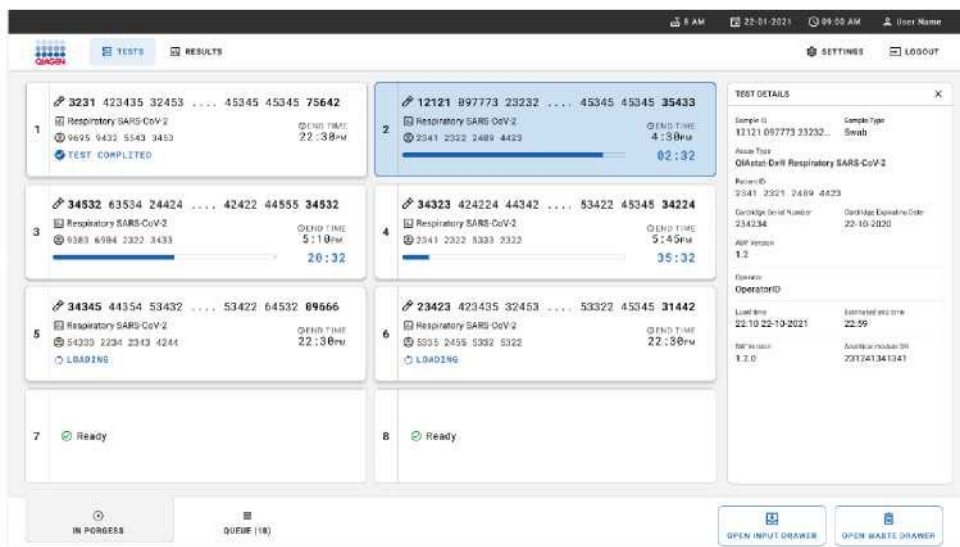 8 AM 22-01-2021 09:00 AM User Name
QIAGEN TESTS RESULTS SETTINGS LOGOUT
1
3231 423435 32453 .... 45345 45345 75642
Respiratory SARS-CoV-2
9695 9432 5543 3453
END TIME
22:30PM
TEST COMPLITED
2
12121 097773 23232 .... 45345 45345 35433
Respiratory SARS-CoV-2
2341 2322 2489 4423
END TIME
4:30PM
02:32
3
34532 63534 24424 .... 42422 44555 34532
Respiratory SARS-CoV-2
9383 6984 2322 3433
END TIME
5:10PM
20:32
4
34323 424224 44342 .... 53422 45345 34224
Respiratory SARS-CoV-2
2341 2322 5333 2322
END TIME
5:45PM
35:32
5
34345 44354 53432 .... 53422 64532 09666
Respiratory SARS-CoV-2
54333 2234 2343 4244
END TIME
22:30PM
LOADING
6
23423 423435 32453 .... 53322 45345 31442
Respiratory SARS-CoV-2
5335 2455 5332 5322
END TIME
22:30PM
LOADING
7
Ready
8
Ready
TEST DETAILS
Sample ID Sample Type
12121 097773 23232... Swab
Assay Type
QIAstat-Dx® Respiratory SARS-CoV-2
Patient ID
2341 2321 2489 4423
Cartridge Serial Number Cartridge Expiration Date
234234 22-10-2020
ADF Version
1.2
Operator
OperatorID
Load time Estimated end time
22:10 22-10-2021 22:59
SW Version Analitical module SN
1.2.0 231241341341
IN PORGESS QUEUE (18)
OPEN INPUT DRAWER OPEN WASTE DRAWER